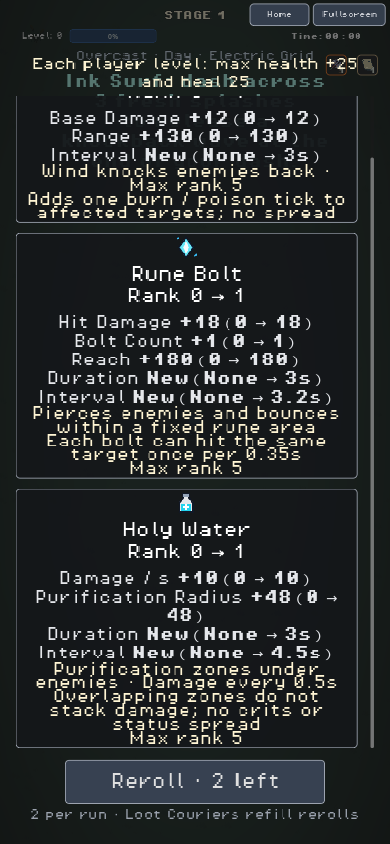 STAGE 1
Home
Fullscreen
Level: 0
0%
Time:00:00
Overcast · Day · Electric Grid
Each player level: max health +25
and heal 25
Ink Surf: dash across
3 fresh splashes
Base Damage +12(0 → 12)
Range +130(0 → 130)
Interval New(None → 3s)
Wind knocks enemies back ·
Max rank 5
Adds one burn / poison tick to
affected targets; no spread
Rune Bolt
Rank 0 → 1
Hit Damage +18(0 → 18)
Bolt Count +1(0 → 1)
Reach +180(0 → 180)
Duration New(None → 3s)
Interval New(None → 3.2s)
Pierces enemies and bounces
within a fixed rune area
Each bolt can hit the same
target once per 0.35s
Max rank 5
Holy Water
Rank 0 → 1
Damage / s +10(0 → 10)
Purification Radius +48(0 →
48)
Duration New(None → 3s)
Interval New(None → 4.5s)
Purification zones under
enemies · Damage every 0.5s
Overlapping zones do not
stack damage; no crits or
status spread
Max rank 5
Reroll · 2 left
2 per run · Loot Couriers refill rerolls